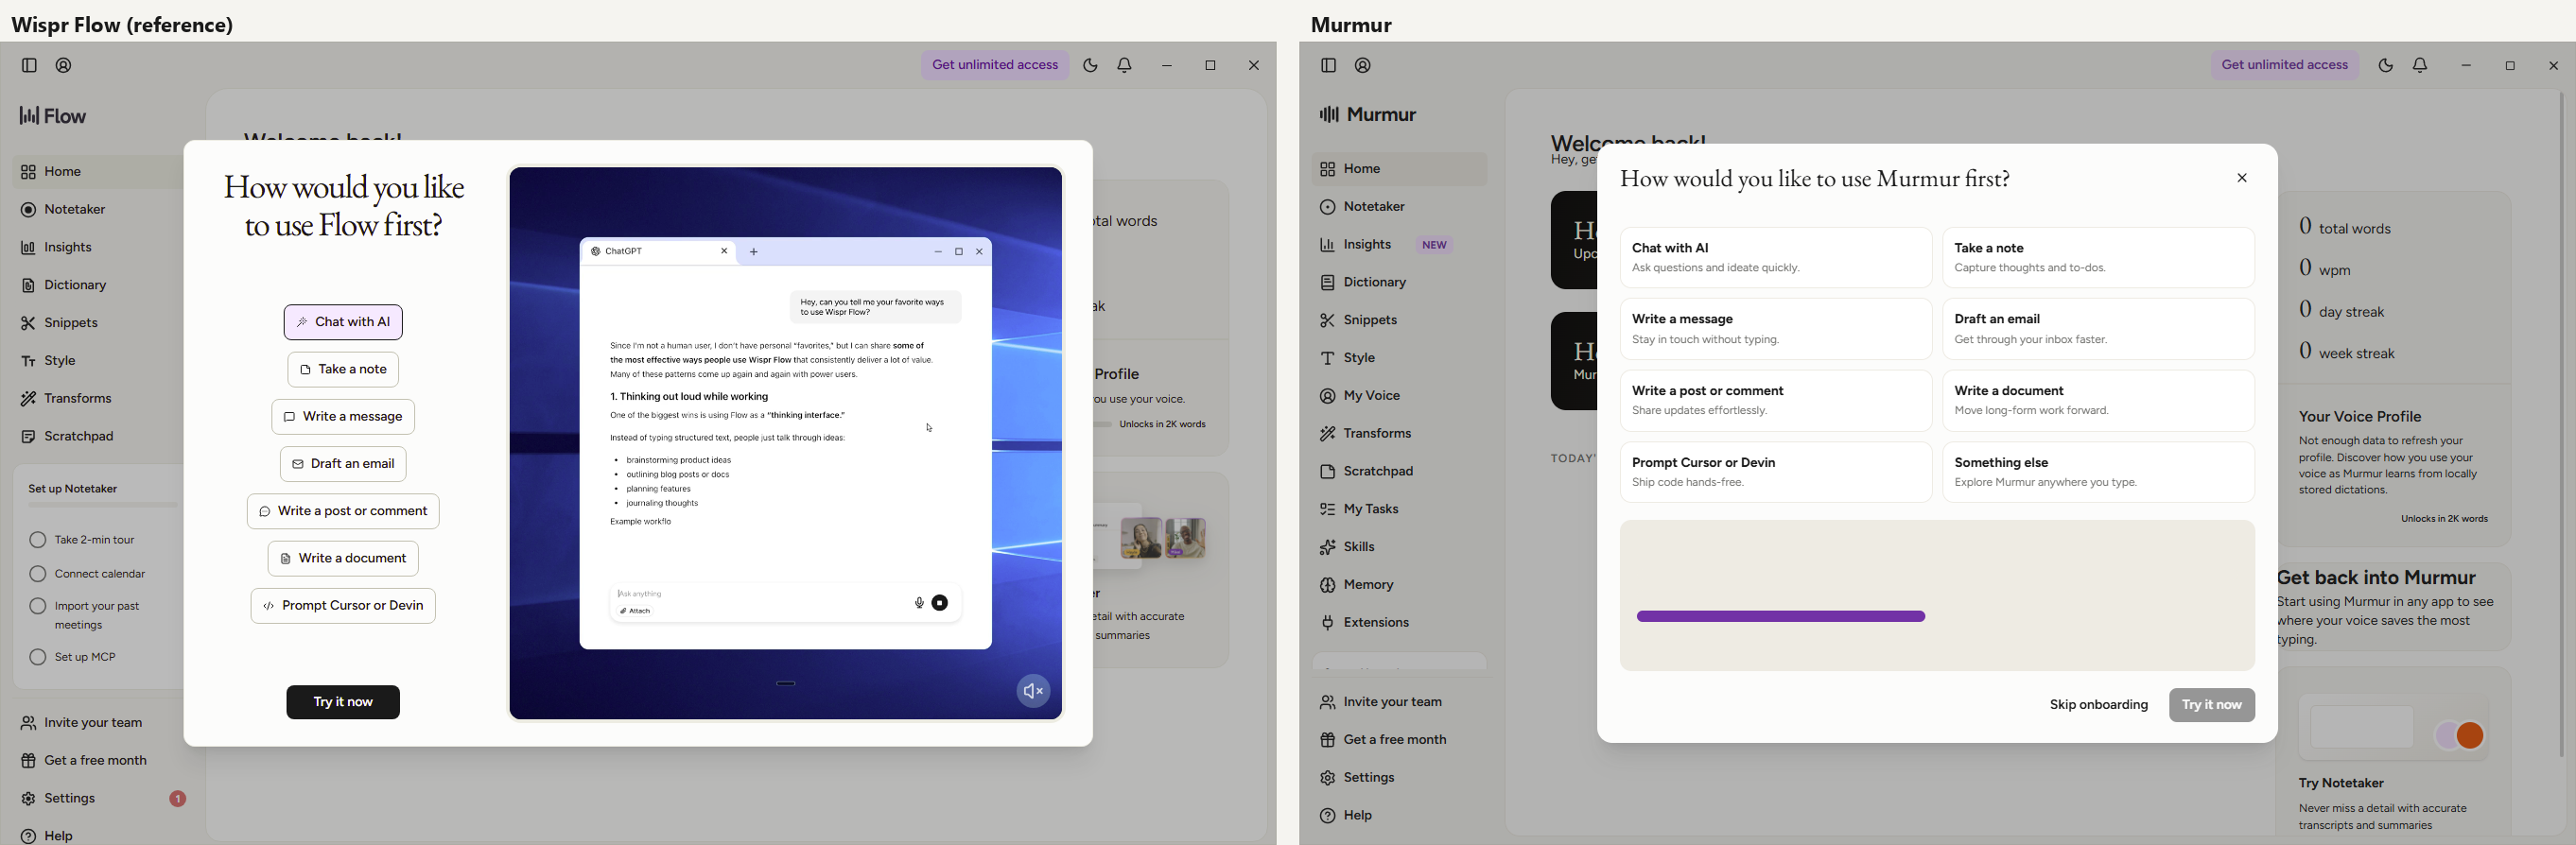 Wispr Flow (reference)
Get unlimited access
Flow
Welcome back!
Home
Notetaker
Insights
Dictionary
Snippets
Style
Transforms
Scratchpad
Set up Notetaker
Take 2-min tour
Connect calendar
Import your past
meetings
Set up MCP
Invite your team
Get a free month
Settings
1
Help
How would you like
to use Flow first?
Chat with AI
Take a note
Write a message
Draft an email
Write a post or comment
Write a document
Prompt Cursor or Devin
Try it now
ChatGPT
Hey, can you tell me your favorite ways
to use Wispr Flow?
Since I'm not a human user, I don't have personal "favorites," but I can share some of
the most effective ways people use Wispr Flow that consistently deliver a lot of value.
Many of these patterns come up again and again with power users.
1. Thinking out loud while working
One of the biggest wins is using Flow as a "thinking interface."
Instead of typing structured text, people just talk through ideas:
• brainstorming product ideas
• outlining blog posts or docs
• planning features
• journaling thoughts
Example workflo
Ask anything
Attach
tal words
ak
Profile
ou use your voice.
Unlocks in 2K words
er
etail with accurate
summaries
Murmur
Get unlimited access
Murmur
Home
Notetaker
Insights NEW
Dictionary
Snippets
Style
My Voice
Transforms
Scratchpad
My Tasks
Skills
Memory
Extensions
Invite your team
Get a free month
Settings
Help
Welcome back!
Hey, ge
H
Upo
H
Mur
TODAY'
How would you like to use Murmur first?
Chat with AI
Ask questions and ideate quickly.
Take a note
Capture thoughts and to-dos.
Write a message
Stay in touch without typing.
Draft an email
Get through your inbox faster.
Write a post or comment
Share updates effortlessly.
Write a document
Move long-form work forward.
Prompt Cursor or Devin
Ship code hands-free.
Something else
Explore Murmur anywhere you type.
Skip onboarding
Try it now
0 total words
0 wpm
0 day streak
0 week streak
Your Voice Profile
Not enough data to refresh your
profile. Discover how you use your
voice as Murmur learns from locally
stored dictations.
Unlocks in 2K words
Get back into Murmur
Start using Murmur in any app to see
where your voice saves the most
typing.
Try Notetaker
Never miss a detail with accurate
transcripts and summaries